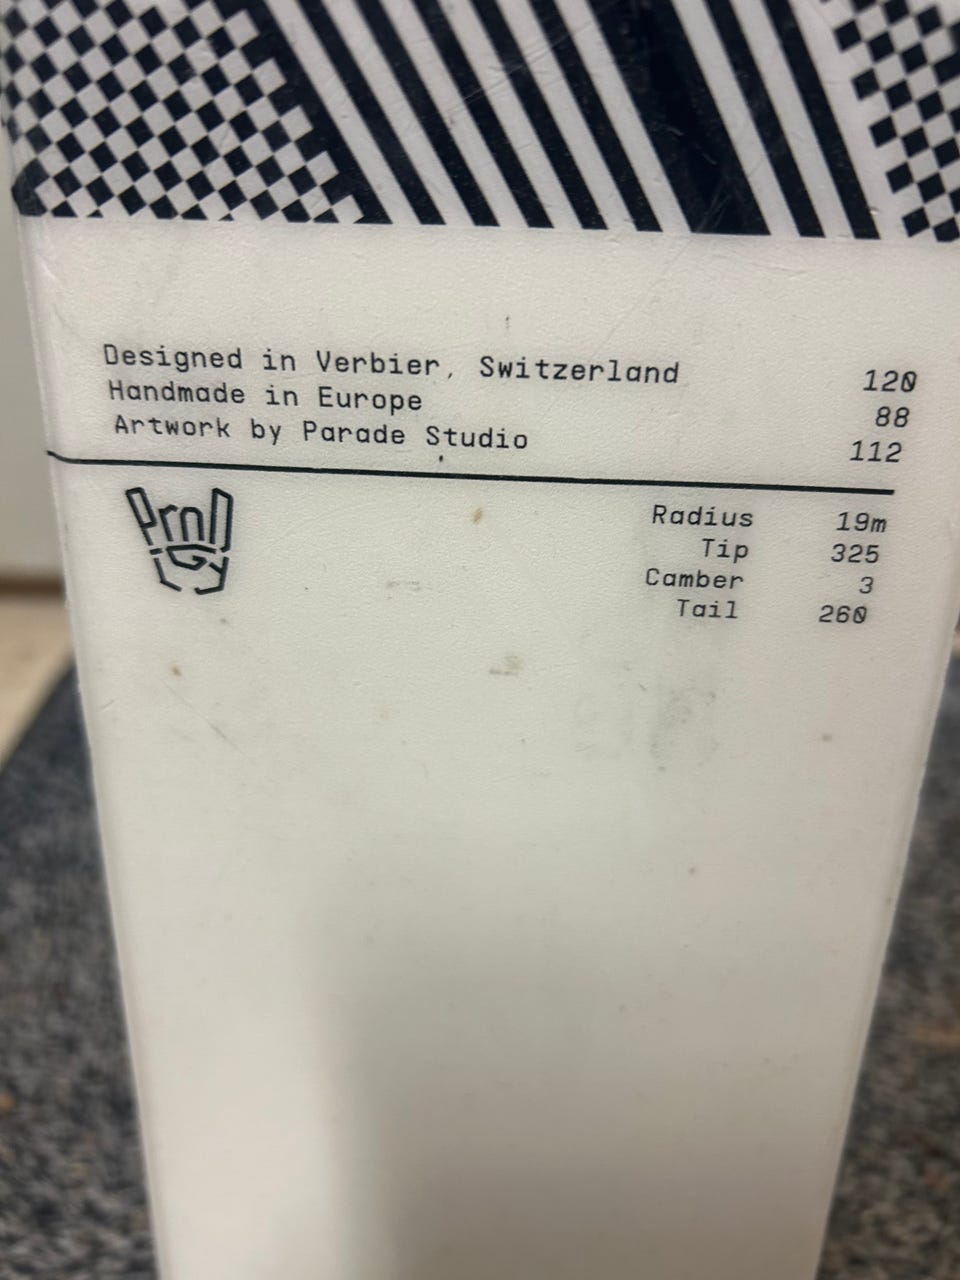 Designed in Verbier, Switzerland 120
Handmade in Europe 88
Artwork by Parade Studio 112
Radius 19m
Tip 325
Camber 3
Tail 260